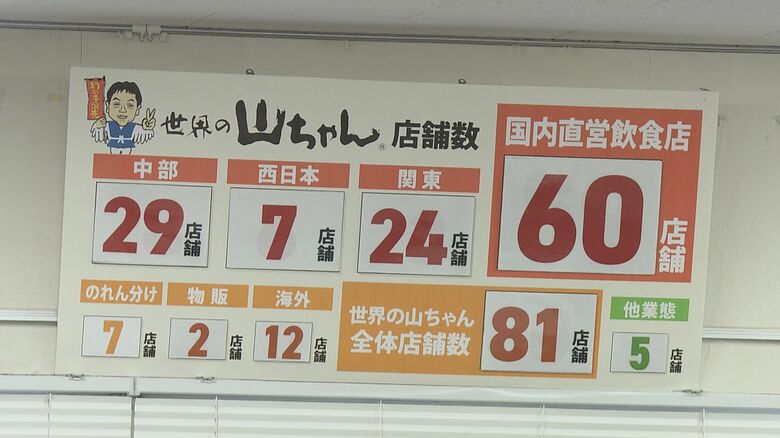 世界の山ちゃん® 店舗数
国内直営飲食店
60店舗
中部
29店舗
西日本
7店舗
関東
24店舗
のれん分け
7店舗
物販
2店舗
海外
12店舗
世界の山ちゃん
全体店舗数
81店舗
他業態
5店舗